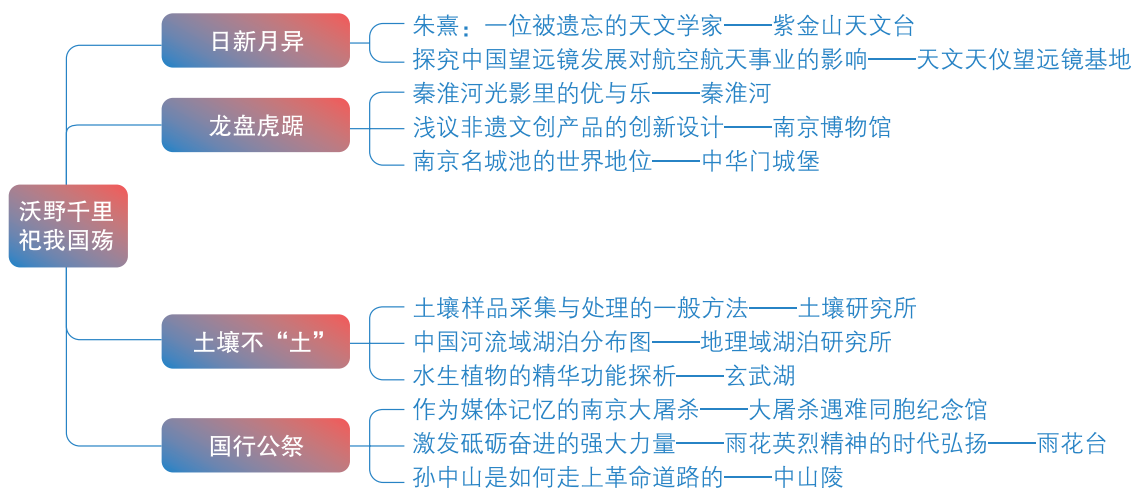 沃野千里
祀我国殇
日新月异
朱熹：一位被遗忘的天文学家——紫金山天文台
探究中国望远镜发展对航空航天事业的影响——天文天仪望远镜基地
龙盘虎踞
秦淮河光影里的优与乐——秦淮河
浅议非遗文创产品的创新设计——南京博物馆
南京名城池的世界地位——中华门城堡
土壤不“土”
土壤样品采集与处理的一般方法——土壤研究所
中国河流域湖泊分布图——地理域湖泊研究所
水生植物的精华功能探析——玄武湖
国行公祭
作为媒体记忆的南京大屠杀——大屠杀遇难同胞纪念馆
激发砥砺奋进的强大力量——雨花英烈精神的时代弘扬——雨花台
孙中山是如何走上革命道路的——中山陵